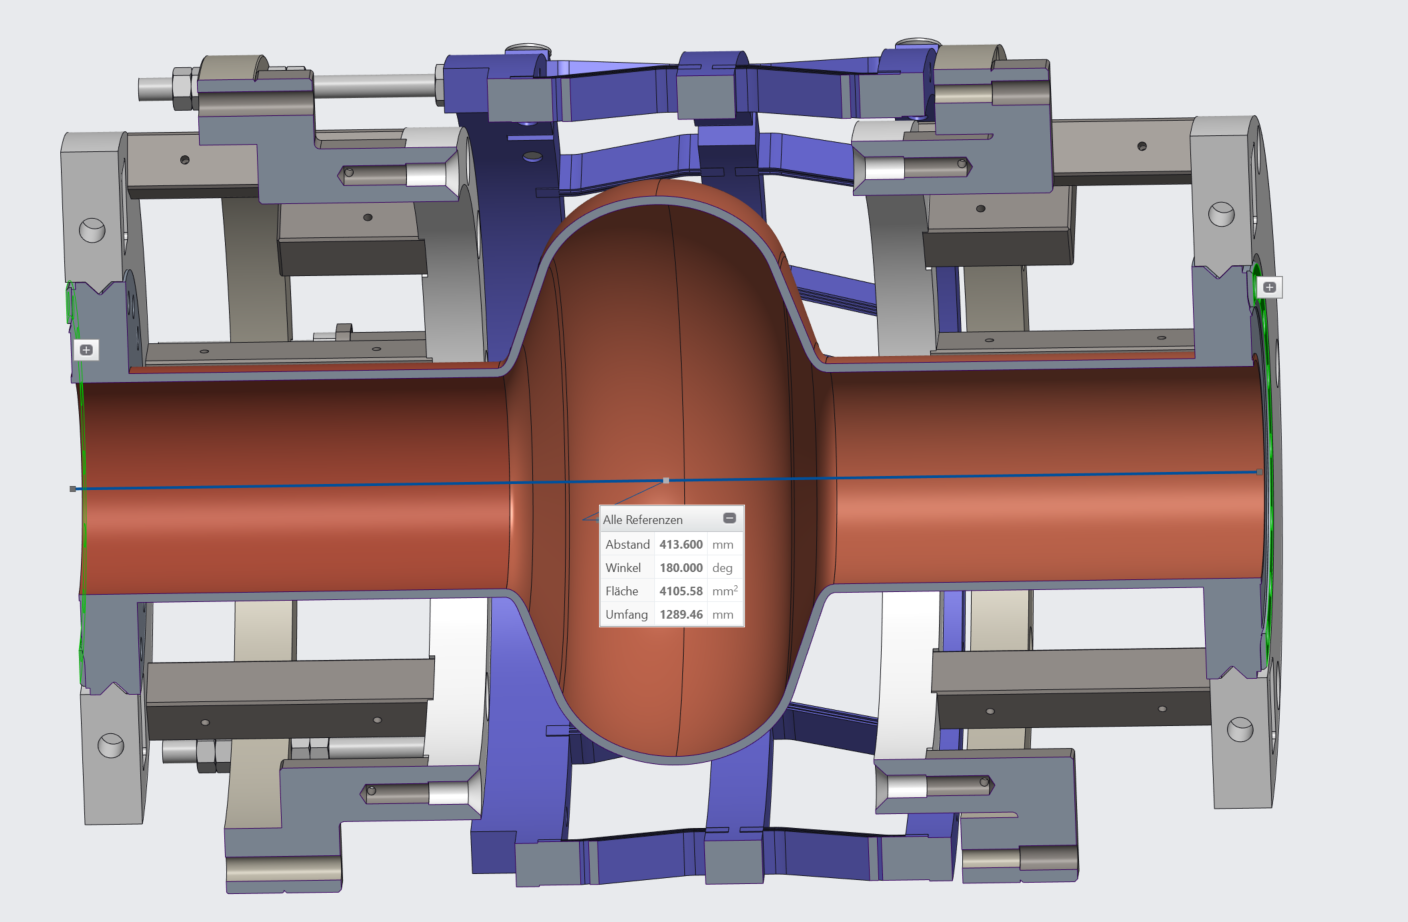 Alle Referenzen
Abstand 413.600 mm
Winkel 180.000 deg
Fläche 4105.58 mm²
Umfang 1289.46 mm